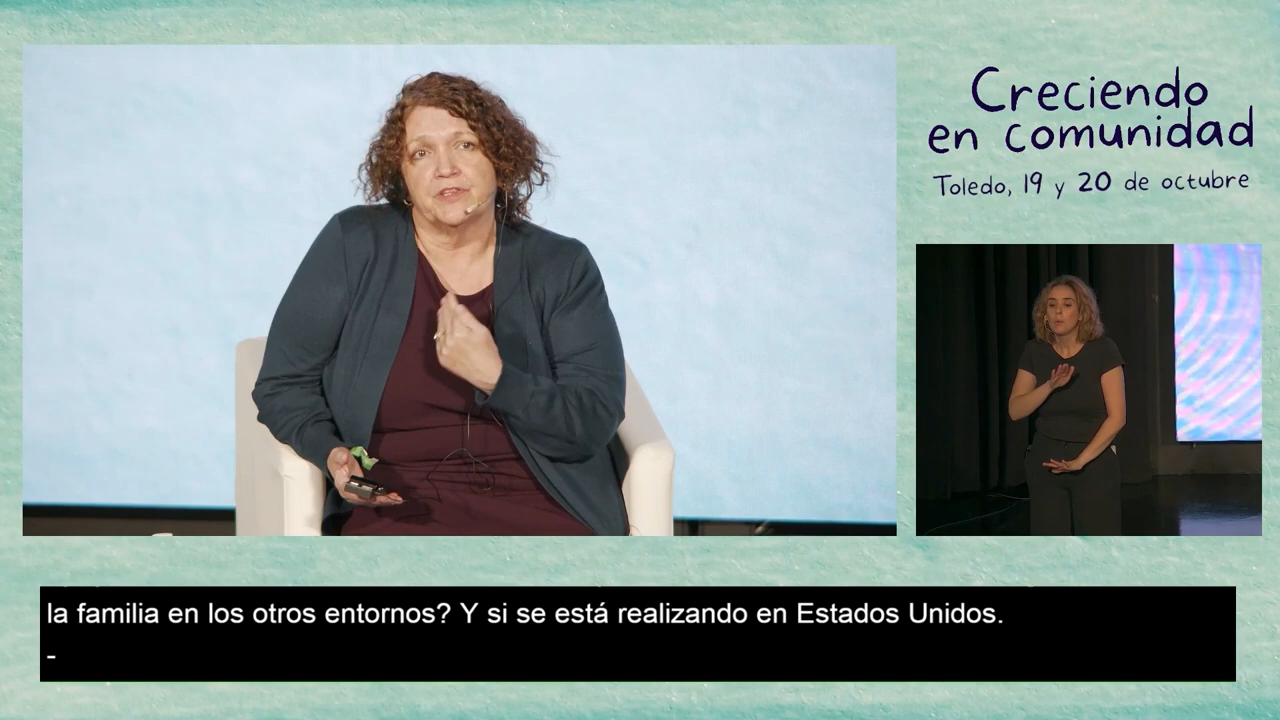 Creciendo
en comunidad
Toledo, 19 y 20 de octubre
la familia en los otros entornos? Y si se está realizando en Estados Unidos.
-